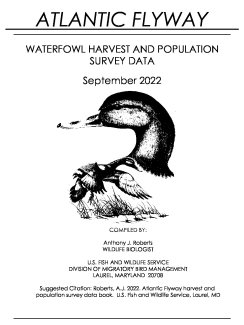 ATLANTIC FLYWAY
WATERFOWL HARVEST AND POPULATION
SURVEY DATA
September 2022
COMPILED BY:
Anthony J. Roberts
WILDLIFE BIOLOGIST
U.S. FISH AND WILDLIFE SERVICE
DIVISION OF MIGRATORY BIRD MANAGEMENT
LAUREL, MARYLAND 20708
Suggested Citation: Roberts, A.J. 2022. Atlantic Flyway harvest and
population survey data book. U.S. Fish and Wildlife Service, Laurel, MD